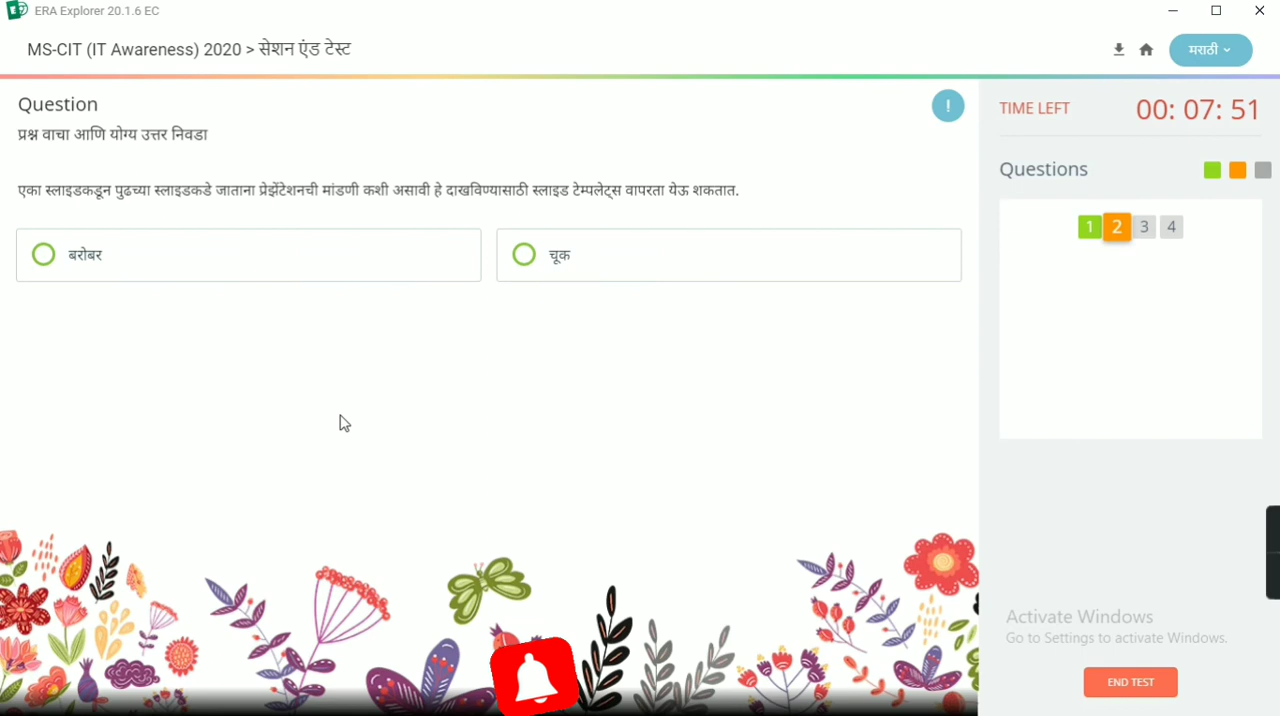 ERA Explorer 20.1.6 EC
MS-CIT (IT Awareness) 2020 > सेशन एंड टेस्ट
मराठी
Question
!
TIME LEFT 00: 07: 51
प्रश्न वाचा आणि योग्य उत्तर निवडा
Questions
एका स्लाइडकडून पुढच्या स्लाइडकडे जाताना प्रेझेंटेशनची मांडणी कशी असावी हे दाखविण्यासाठी स्लाइड टेम्पलेट्स वापरता येऊ शकतात.
1 2 3 4
बरोबर
चूक
Activate Windows
Go to Settings to activate Windows.
END TEST